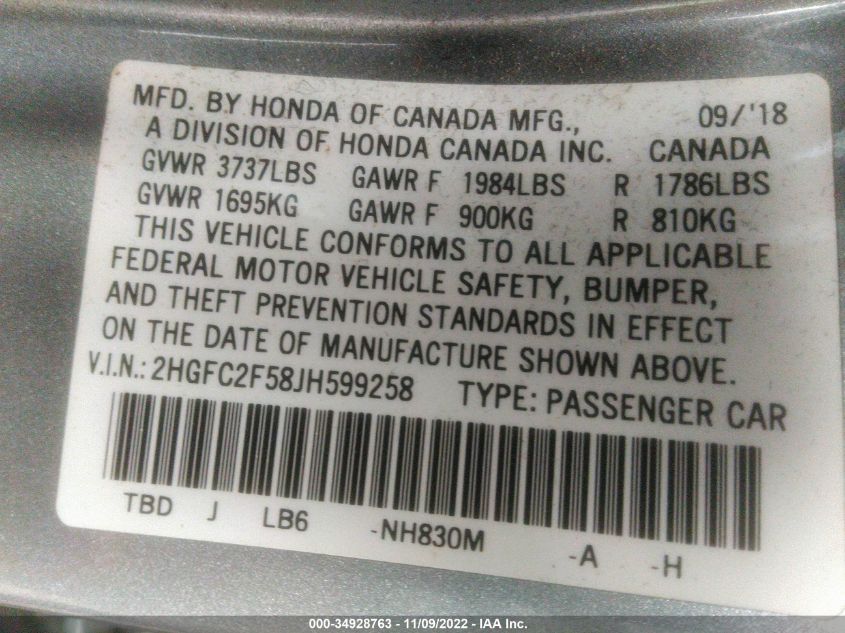 MFD. BY HONDA OF CANADA MFG., 09/'18
A DIVISION OF HONDA CANADA INC. CANADA
GVWR 3737LBS GAWR F 1984LBS R 1786LBS
GVWR 1695KG GAWR F 900KG R 810KG
THIS VEHICLE CONFORMS TO ALL APPLICABLE
FEDERAL MOTOR VEHICLE SAFETY, BUMPER,
AND THEFT PREVENTION STANDARDS IN EFFECT
ON THE DATE OF MANUFACTURE SHOWN ABOVE.
V.I.N.: 2HGFC2F58JH599258 TYPE: PASSENGER CAR
TBD J LB6 -NH830M -A -H
000-34928763 - 11/09/2022 - IAA Inc.